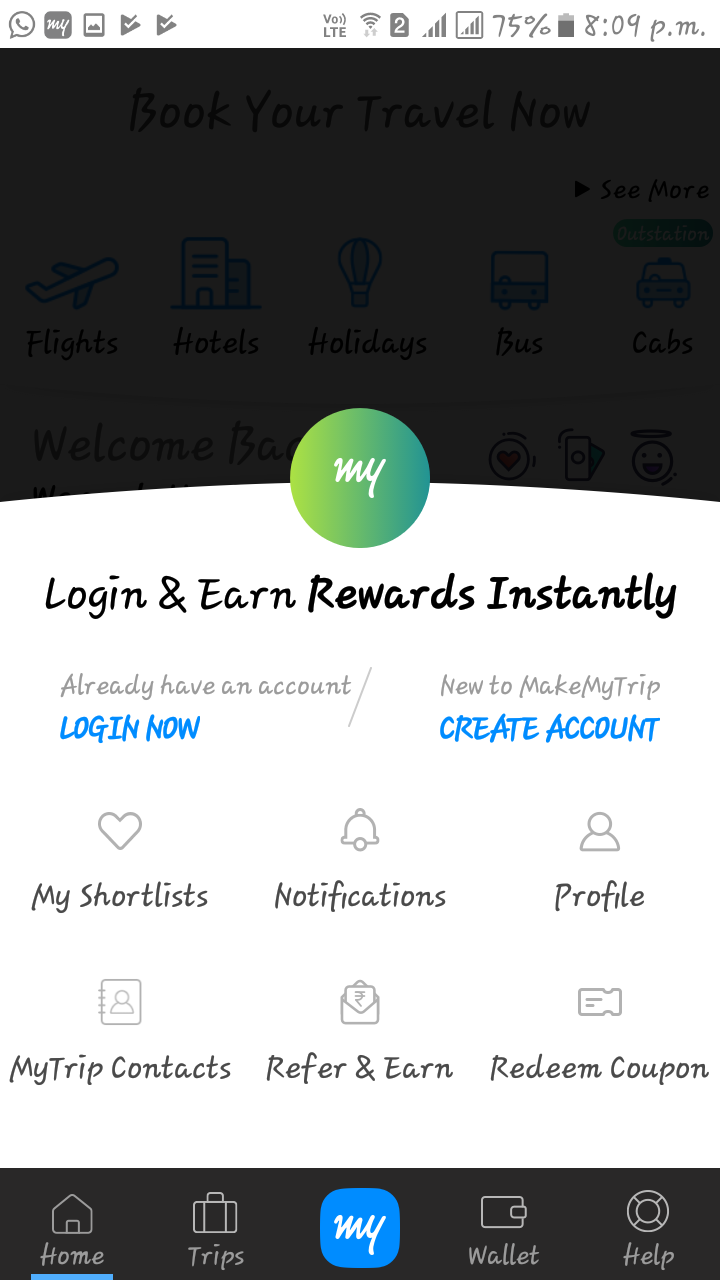 my Vo)) LTE 2 75% 8:09 p.m.
Book Your Travel Now
See More
Outstation
Flights Hotels Holidays Bus Cabs
Welcome
my
Login & Earn Rewards Instantly
Already have an account New to MakeMyTrip
LOGIN NOW CREATE ACCOUNT
My Shortlists Notifications Profile
MyTrip Contacts Refer & Earn Redeem Coupon
my
Home Trips Wallet Help